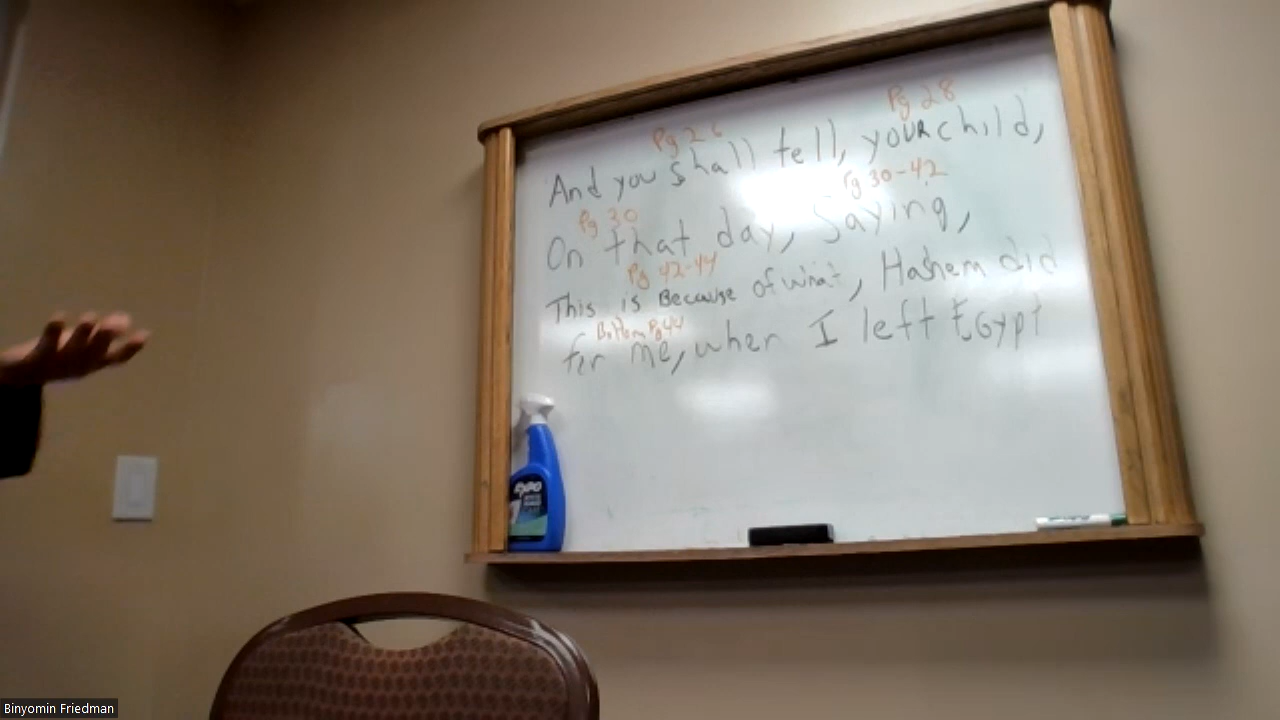 Pg 26 Pg 28
And you shall tell, your child,
Pg 30 Pg 30-42
On that day, Saying,
Pg 42-44
This is Because of what, Hashem did
Bottom Pg 44
for me, when I left Egypt
EXPO
Binyomin Friedman